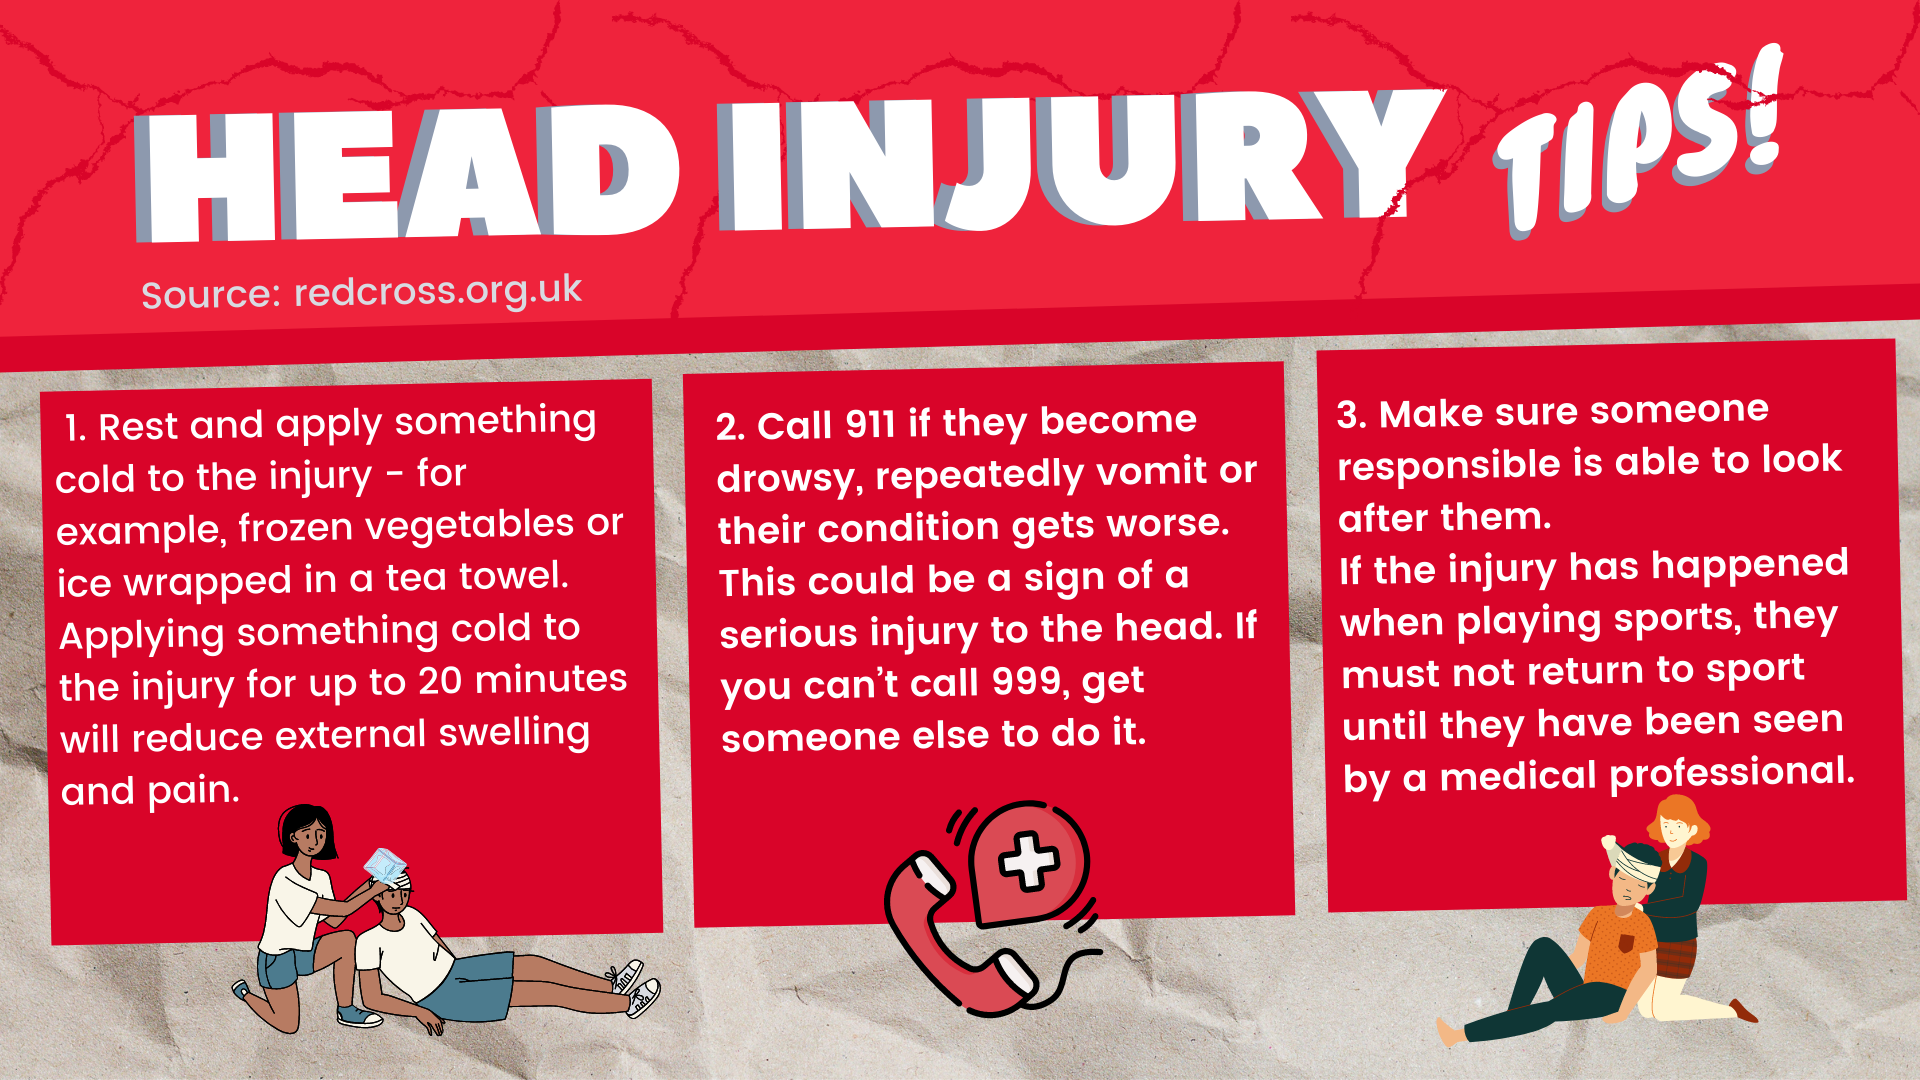 HEAD INJURY TIPS!
Source: redcross.org.uk
1. Rest and apply something
cold to the injury - for
example, frozen vegetables or
ice wrapped in a tea towel.
Applying something cold to
the injury for up to 20 minutes
will reduce external swelling
and pain.
2. Call 911 if they become
drowsy, repeatedly vomit or
their condition gets worse.
This could be a sign of a
serious injury to the head. If
you can’t call 999, get
someone else to do it.
3. Make sure someone
responsible is able to look
after them.
If the injury has happened
when playing sports, they
must not return to sport
until they have been seen
by a medical professional.